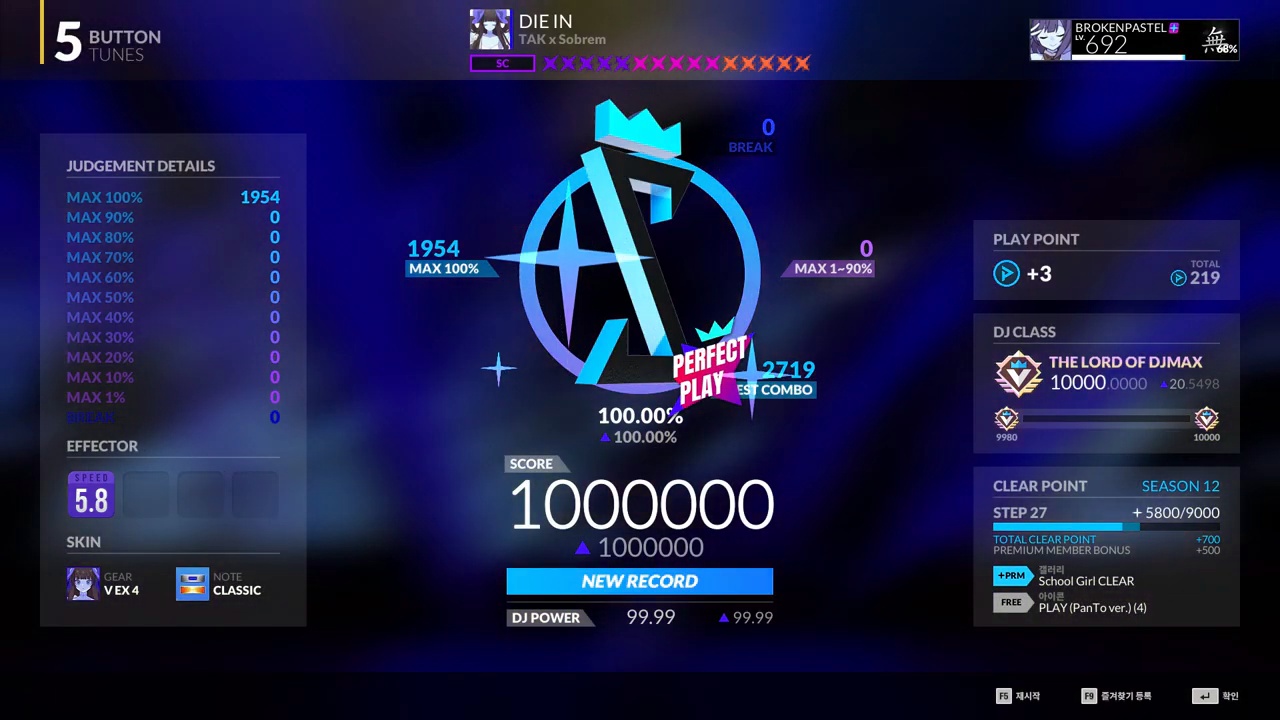 5 BUTTON
TUNES
DIE IN
TAK x Sobrem
SC
BROKENPASTEL
LV. 692
無
68%
JUDGEMENT DETAILS
MAX 100% 1954
MAX 90% 0
MAX 80% 0
MAX 70% 0
MAX 60% 0
MAX 50% 0
MAX 40% 0
MAX 30% 0
MAX 20% 0
MAX 10% 0
MAX 1% 0
0
EFFECTOR
SPEED
5.8
SKIN
GEAR
V EX 4
NOTE
CLASSIC
0
BREAK
1954
MAX 100%
0
MAX 1~90%
PERFECT
PLAY
2719
EST COMBO
100.00%
▲ 100.00%
SCORE
1000000
▲ 1000000
NEW RECORD
DJ POWER 99.99 ▲ 99.99
PLAY POINT
+3
TOTAL
219
DJ CLASS
THE LORD OF DJMAX
10000.0000 ▲20.5498
9980 10000
CLEAR POINT SEASON 12
STEP 27 + 5800/9000
TOTAL CLEAR POINT +700
PREMIUM MEMBER BONUS +500
+PRM 갤러리
School Girl CLEAR
FREE 아이콘
PLAY (PanTo ver.) (4)
F5 재시작 F9 즐겨찾기 등록 ↵ 확인